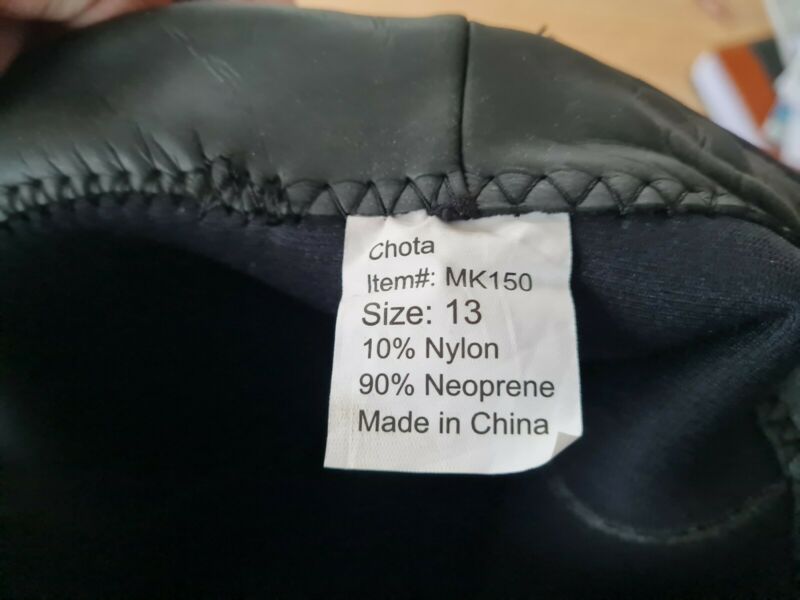 Chota
Item#: MK150
Size: 13
10% Nylon
90% Neoprene
Made in China